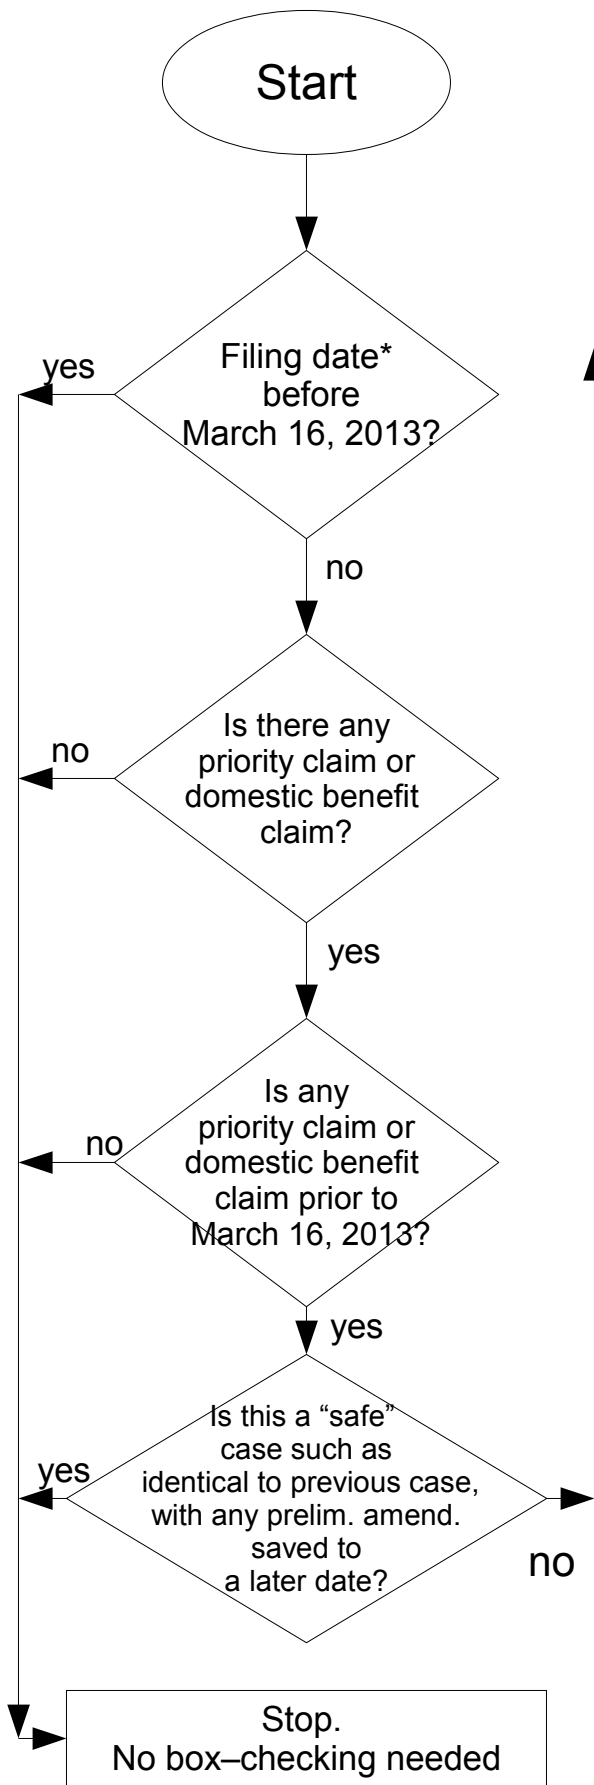 Start
Filing date*
before
March 16, 2013?
yes
no
Is there any
priority claim or
domestic benefit
claim?
no
yes
Is any
priority claim or
domestic benefit
claim prior to
March 16, 2013?
no
yes
Is this a “safe”
case such as
identical to previous case,
with any prelim. amend.
saved to
a later date?
yes
no
Stop.
No box–checking needed